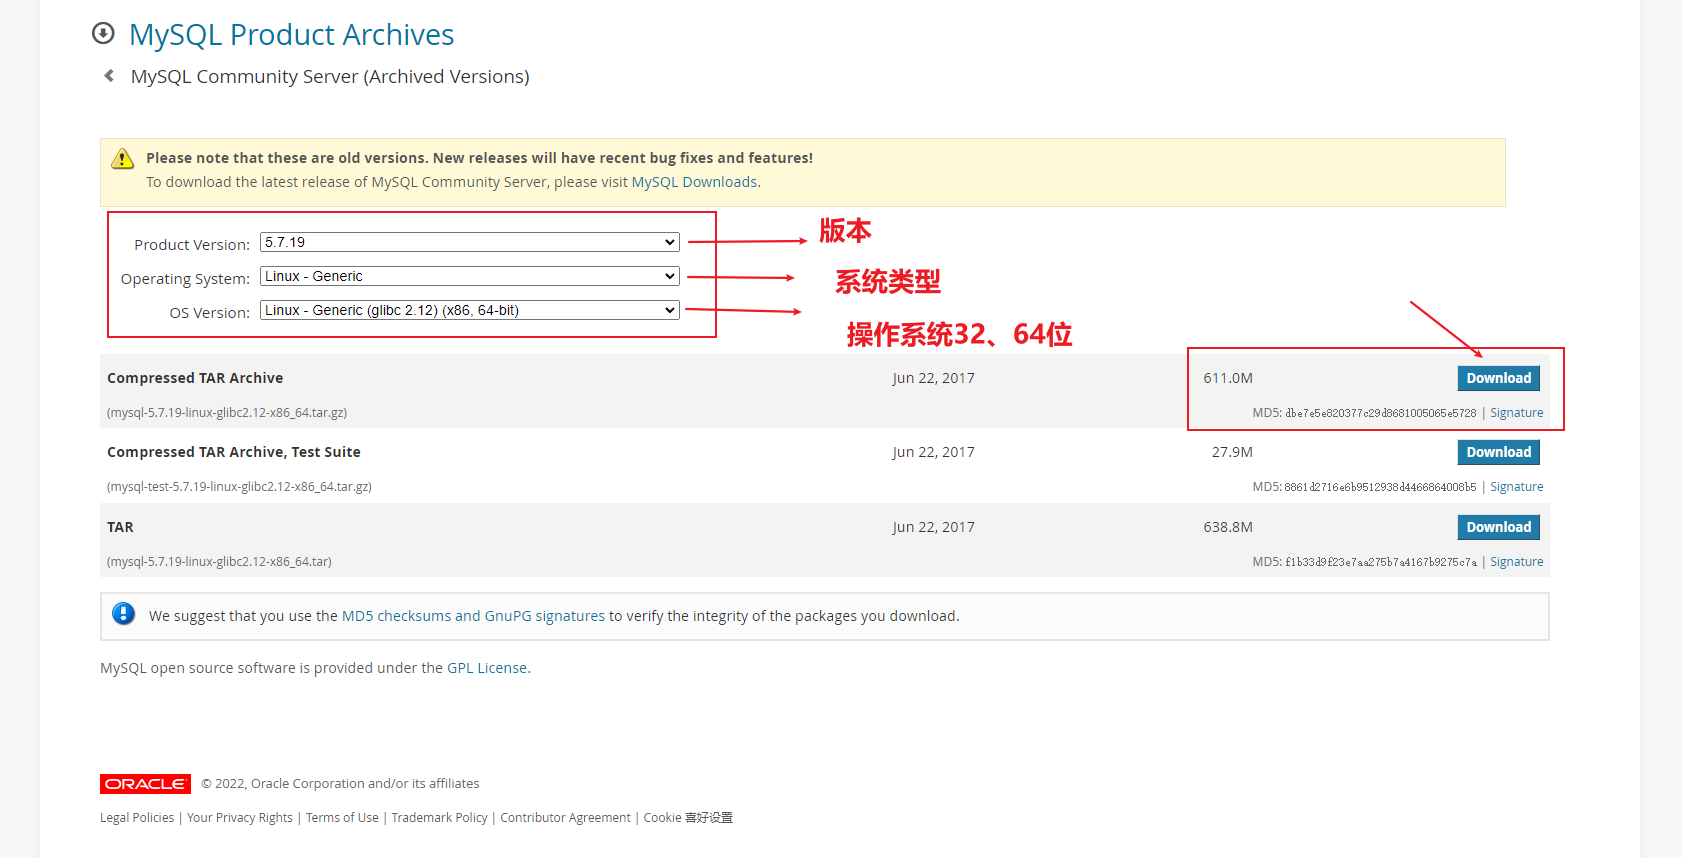 MySQL Product Archives
MySQL Community Server (Archived Versions)
Please note that these are old versions. New releases will have recent bug fixes and features!
To download the latest release of MySQL Community Server, please visit MySQL Downloads.
Product Version: 5.7.19 版本
Operating System: Linux - Generic 系统类型
OS Version: Linux - Generic (glibc 2.12) (x86, 64-bit) 操作系统32、64位
Compressed TAR Archive Jun 22, 2017 611.0M Download
(mysql-5.7.19-linux-glibc2.12-x86_64.tar.gz) MD5: dbe7e5e820377c29d8681005065e5728 | Signature
Compressed TAR Archive, Test Suite Jun 22, 2017 27.9M Download
(mysql-test-5.7.19-linux-glibc2.12-x86_64.tar.gz) MD5: 8861d2716e6b9512938d4466864008b5 | Signature
TAR Jun 22, 2017 638.8M Download
(mysql-5.7.19-linux-glibc2.12-x86_64.tar) MD5: f1b33d9f23e7aa275b7a4167b9275c7a | Signature
We suggest that you use the MD5 checksums and GnuPG signatures to verify the integrity of the packages you download.
MySQL open source software is provided under the GPL License.
ORACLE © 2022, Oracle Corporation and/or its affiliates
Legal Policies | Your Privacy Rights | Terms of Use | Trademark Policy | Contributor Agreement | Cookie 喜好设置